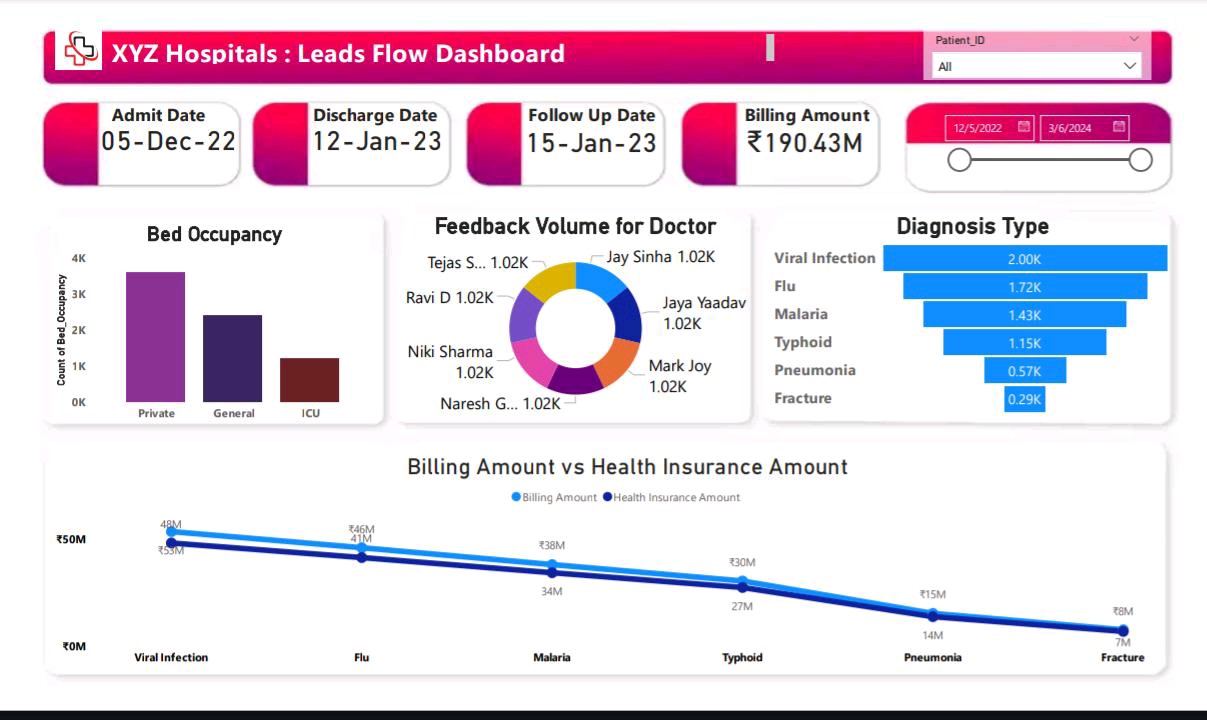 XYZ Hospitals : Leads Flow Dashboard
Patient_ID
All
Admit Date
05-Dec-22
Discharge Date
12-Jan-23
Follow Up Date
15-Jan-23
Billing Amount
₹190.43M
12/5/2022
3/6/2024
Bed Occupancy
Count of Bed_Occupancy
4K
3K
2K
1K
0K
Private
General
ICU
Feedback Volume for Doctor
Jay Sinha 1.02K
Jaya Yaadav
1.02K
Mark Joy
1.02K
Naresh G... 1.02K
Niki Sharma
1.02K
Ravi D 1.02K
Tejas S... 1.02K
Diagnosis Type
Viral Infection 2.00K
Flu 1.72K
Malaria 1.43K
Typhoid 1.15K
Pneumonia 0.57K
Fracture 0.29K
Billing Amount vs Health Insurance Amount
Billing Amount Health Insurance Amount
₹50M
₹0M
48M
₹53M
₹46M
41M
₹38M
34M
₹30M
27M
₹15M
14M
₹8M
7M
Viral Infection
Flu
Malaria
Typhoid
Pneumonia
Fracture